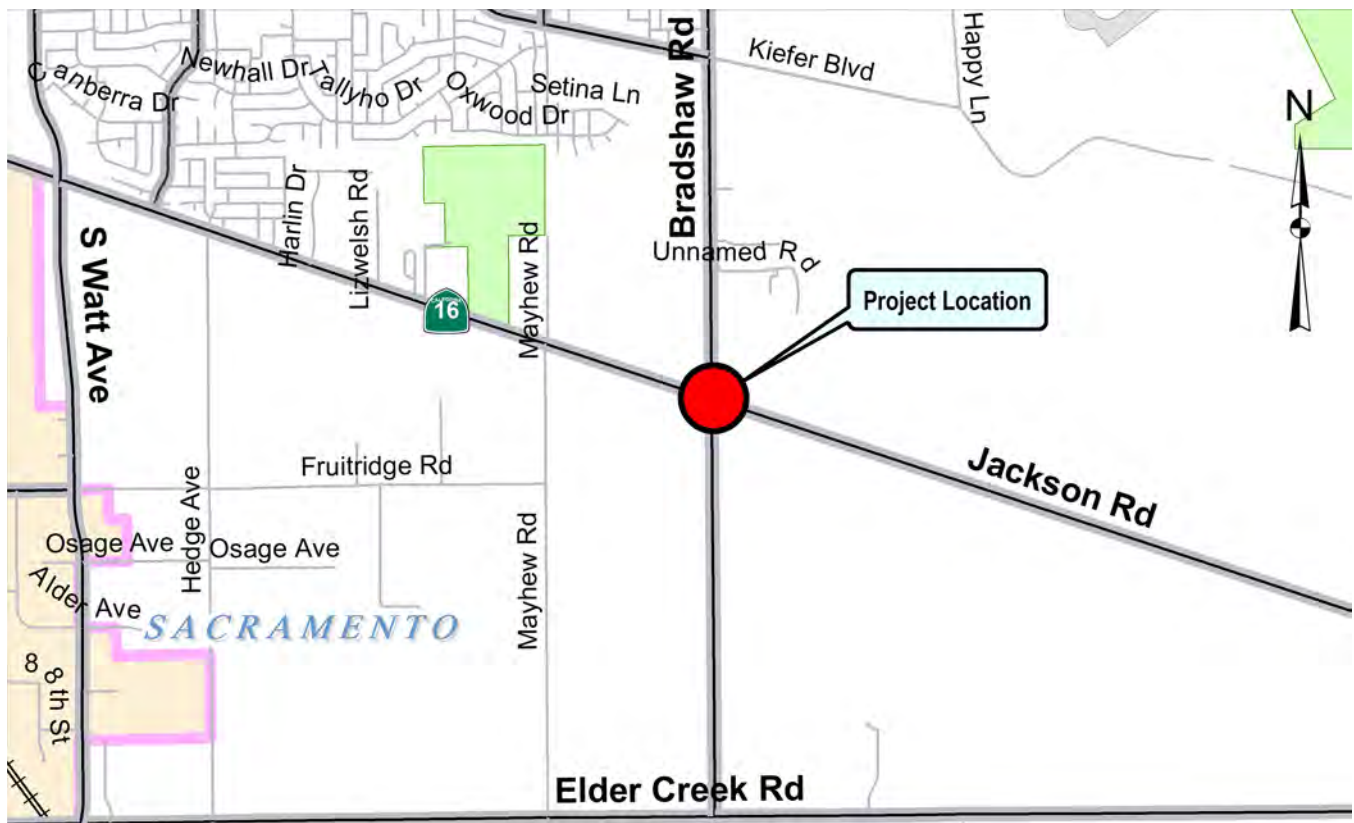 Canberra Dr
Newhall Dr
Tallyho Dr
Oxwood Dr
Setina Ln
Bradshaw Rd
Kiefer Blvd
Happy Ln
N
S Watt Ave
Harlin Dr
Lizwelsh Rd
CALIFORNIA
16
Mayhew Rd
Unnamed Rd
Project Location
Fruitridge Rd
Jackson Rd
Hedge Ave
Osage Ave
Osage Ave
Mayhew Rd
Alder Ave
SACRAMENTO
88th St
Elder Creek Rd